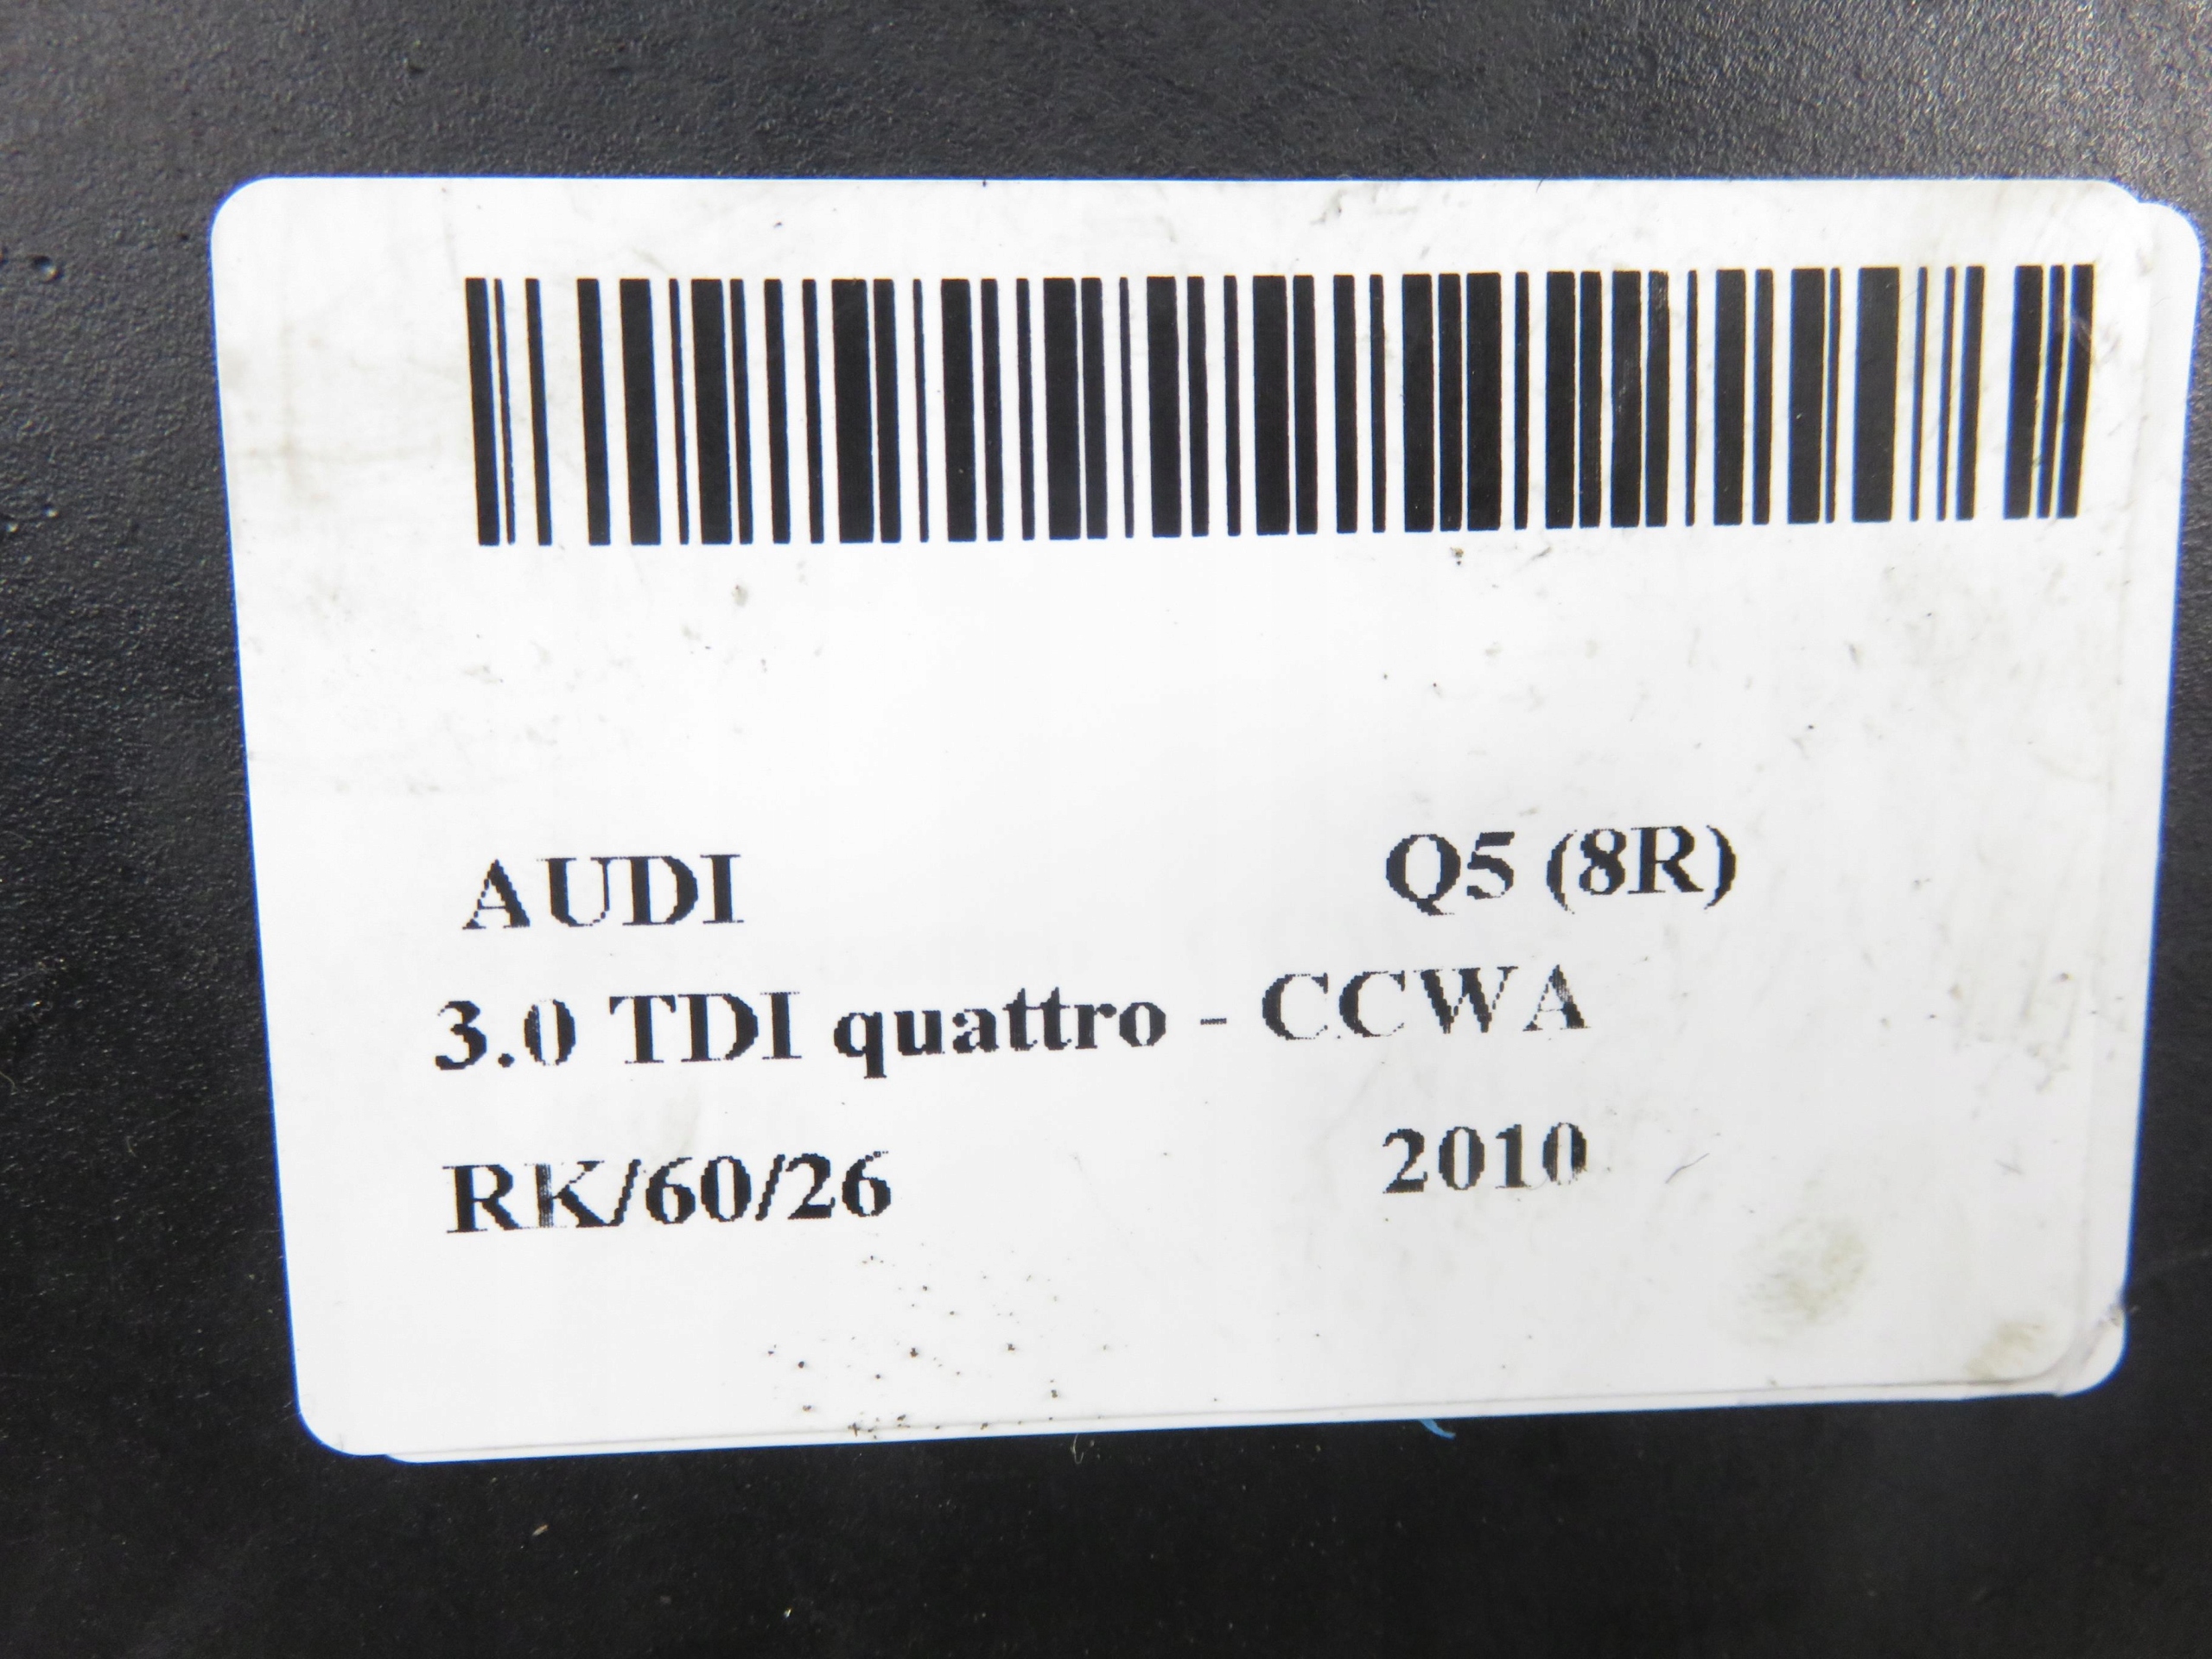 AUDI Q5 (8R)
3.0 TDI quattro - CCWA
RK/60/26 2010